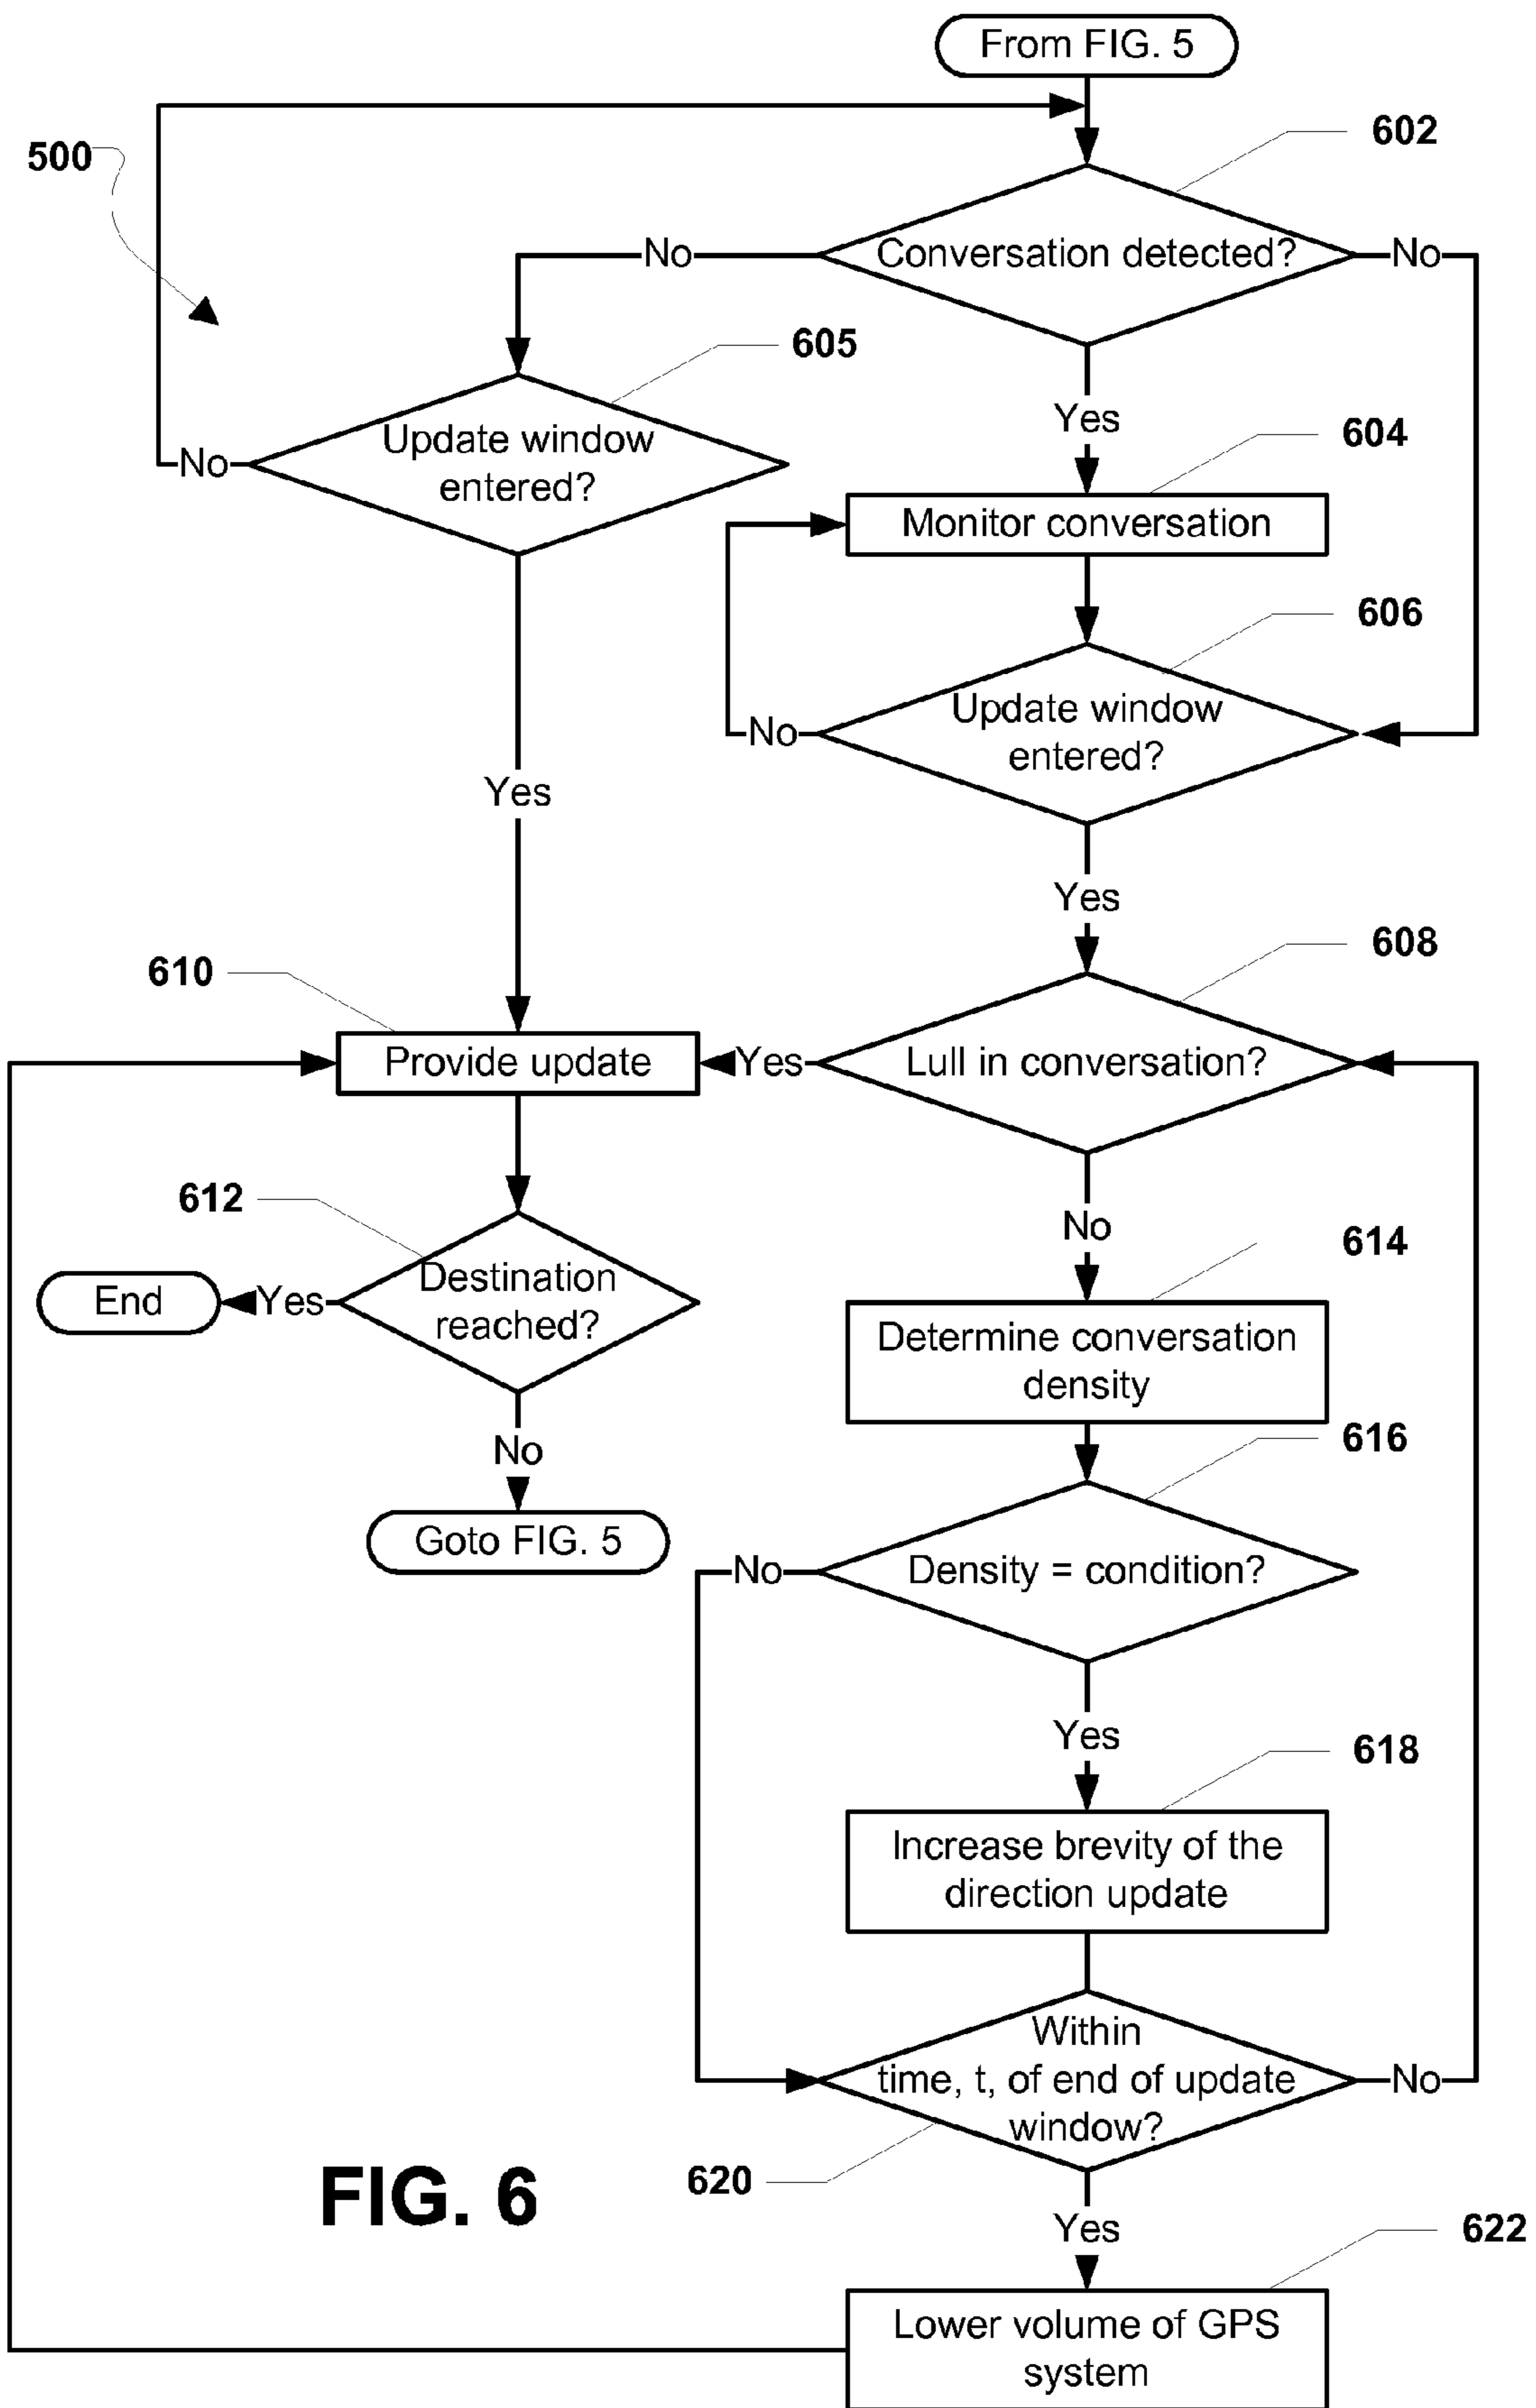 From FIG. 5
602
500
Conversation detected?
No
No
605
Yes
604
Update window
entered?
No
Monitor conversation
606
Update window
entered?
No
Yes
Yes
608
610
Provide update
Yes
Lull in conversation?
612
No
614
Destination
reached?
Yes
End
Determine conversation
density
No
616
Goto FIG. 5
Density = condition?
No
Yes
618
Increase brevity of the
direction update
Within
time, t, of end of update
window?
No
620
FIG. 6
Yes
622
Lower volume of GPS
system